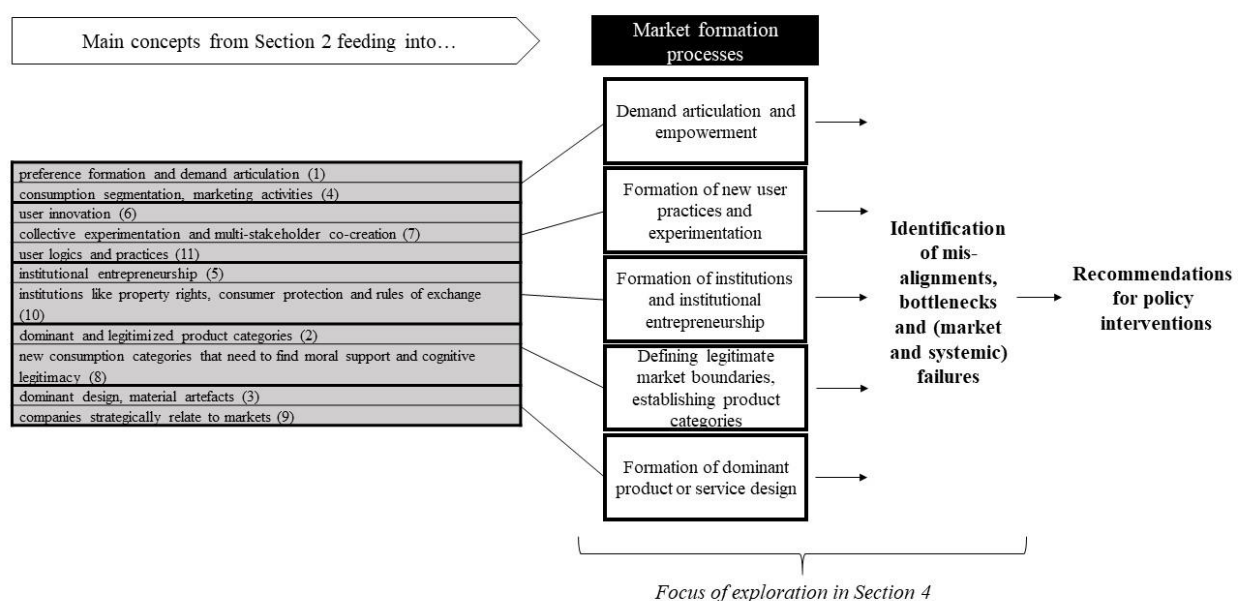 Main concepts from Section 2 feeding into…
Market formation
processes
preference formation and demand articulation (1)
consumption segmentation, marketing activities (4)
user innovation (6)
collective experimentation and multi-stakeholder co-creation (7)
user logics and practices (11)
institutional entrepreneurship (5)
institutions like property rights, consumer protection and rules of exchange
(10)
dominant and legitimized product categories (2)
new consumption categories that need to find moral support and cognitive
legitimacy (8)
dominant design, material artefacts (3)
companies strategically relate to markets (9)
Demand articulation and
empowerment
Formation of new user
practices and
experimentation
Formation of institutions
and institutional
entrepreneurship
Defining legitimate
market boundaries,
establishing product
categories
Formation of dominant
product or service design
Identification
of mis-
alignments,
bottlenecks
and (market
and systemic)
failures
Recommendations
for policy
interventions
Focus of exploration in Section 4